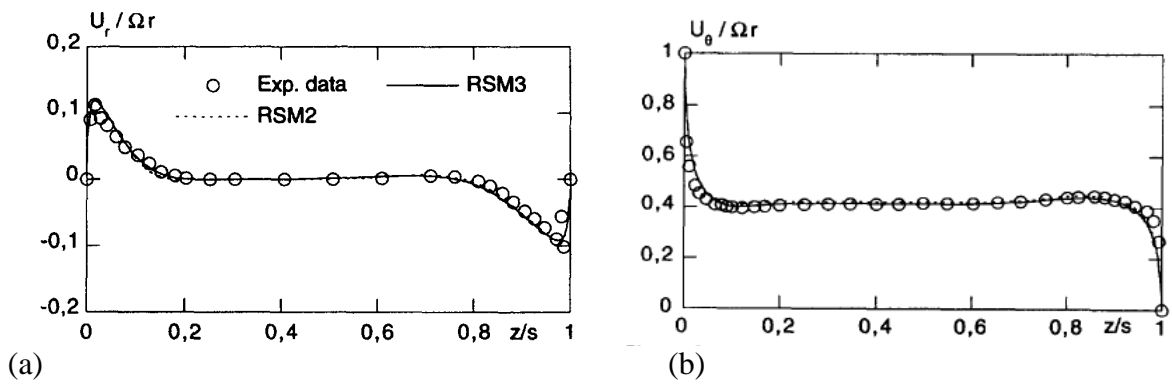 U_r / Ωr
0,2
0,1
0
-0,1
-0,2
Exp. data
RSM3
RSM2
0 0,2 0,4 0,6 0,8 z/s 1
(a)
U_θ / Ωr
1
0,8
0,6
0,4
0,2
0
0 0,2 0,4 0,6 0,8 z/s 1
(b)